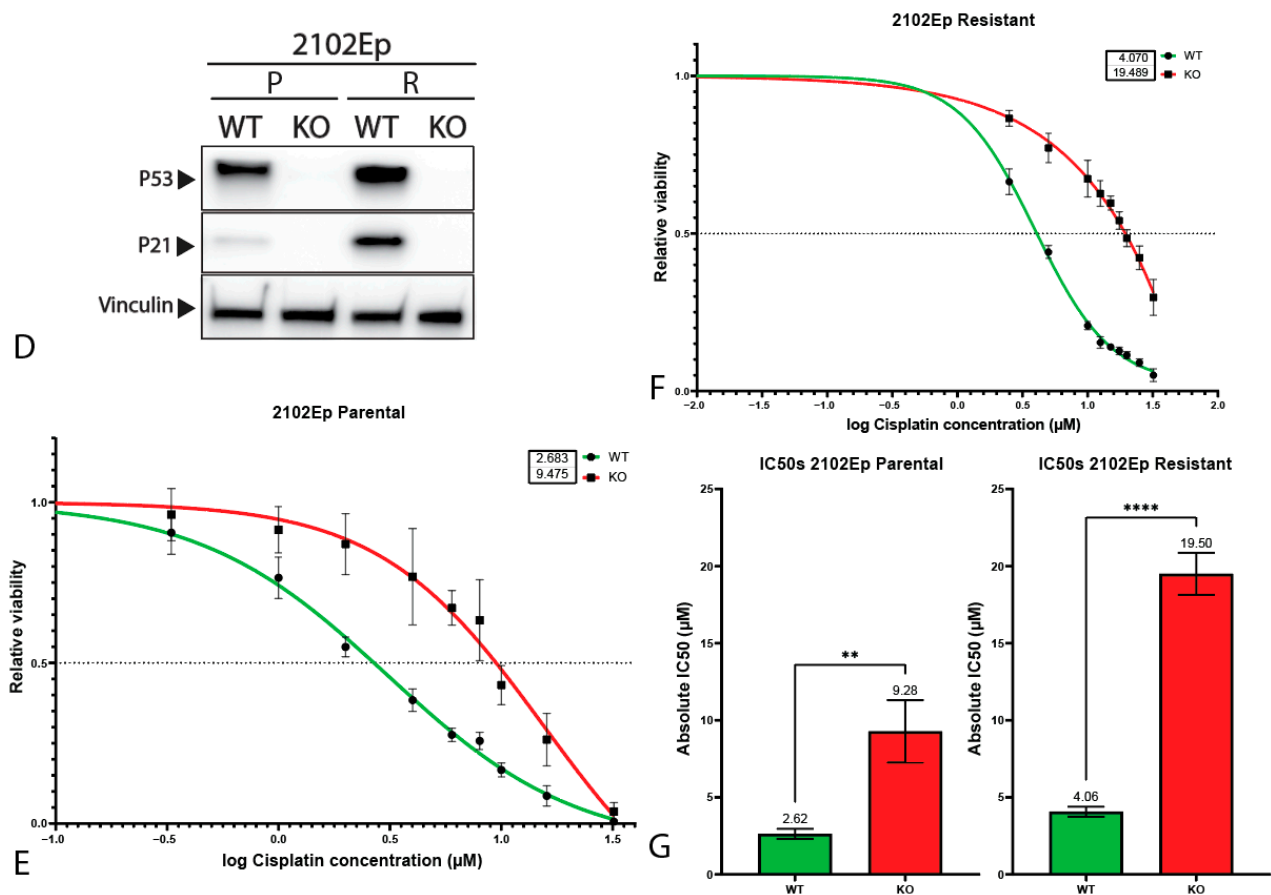 2102Ep
P R
WT KO WT KO
P53
P21
Vinculin
D
2102Ep Parental
2.683 WT
9.475 KO
Relative viability
1.0
0.5
0.0
−1.0 −0.5 0.0 0.5 1.0 1.5
log Cisplatin concentration (µM)
E
2102Ep Resistant
4.070 WT
19.489 KO
Relative viability
1.0
0.5
0.0
−2.0 −1.5 −1.0 −0.5 0.0 0.5 1.0 1.5 2.0
log Cisplatin concentration (µM)
F
IC50s 2102Ep Parental
Absolute IC50 (µM)
25
20
15
10
5
0
**
2.62
9.28
WT KO
IC50s 2102Ep Resistant
Absolute IC50 (µM)
25
20
15
10
5
0
****
4.06
19.50
WT KO
G